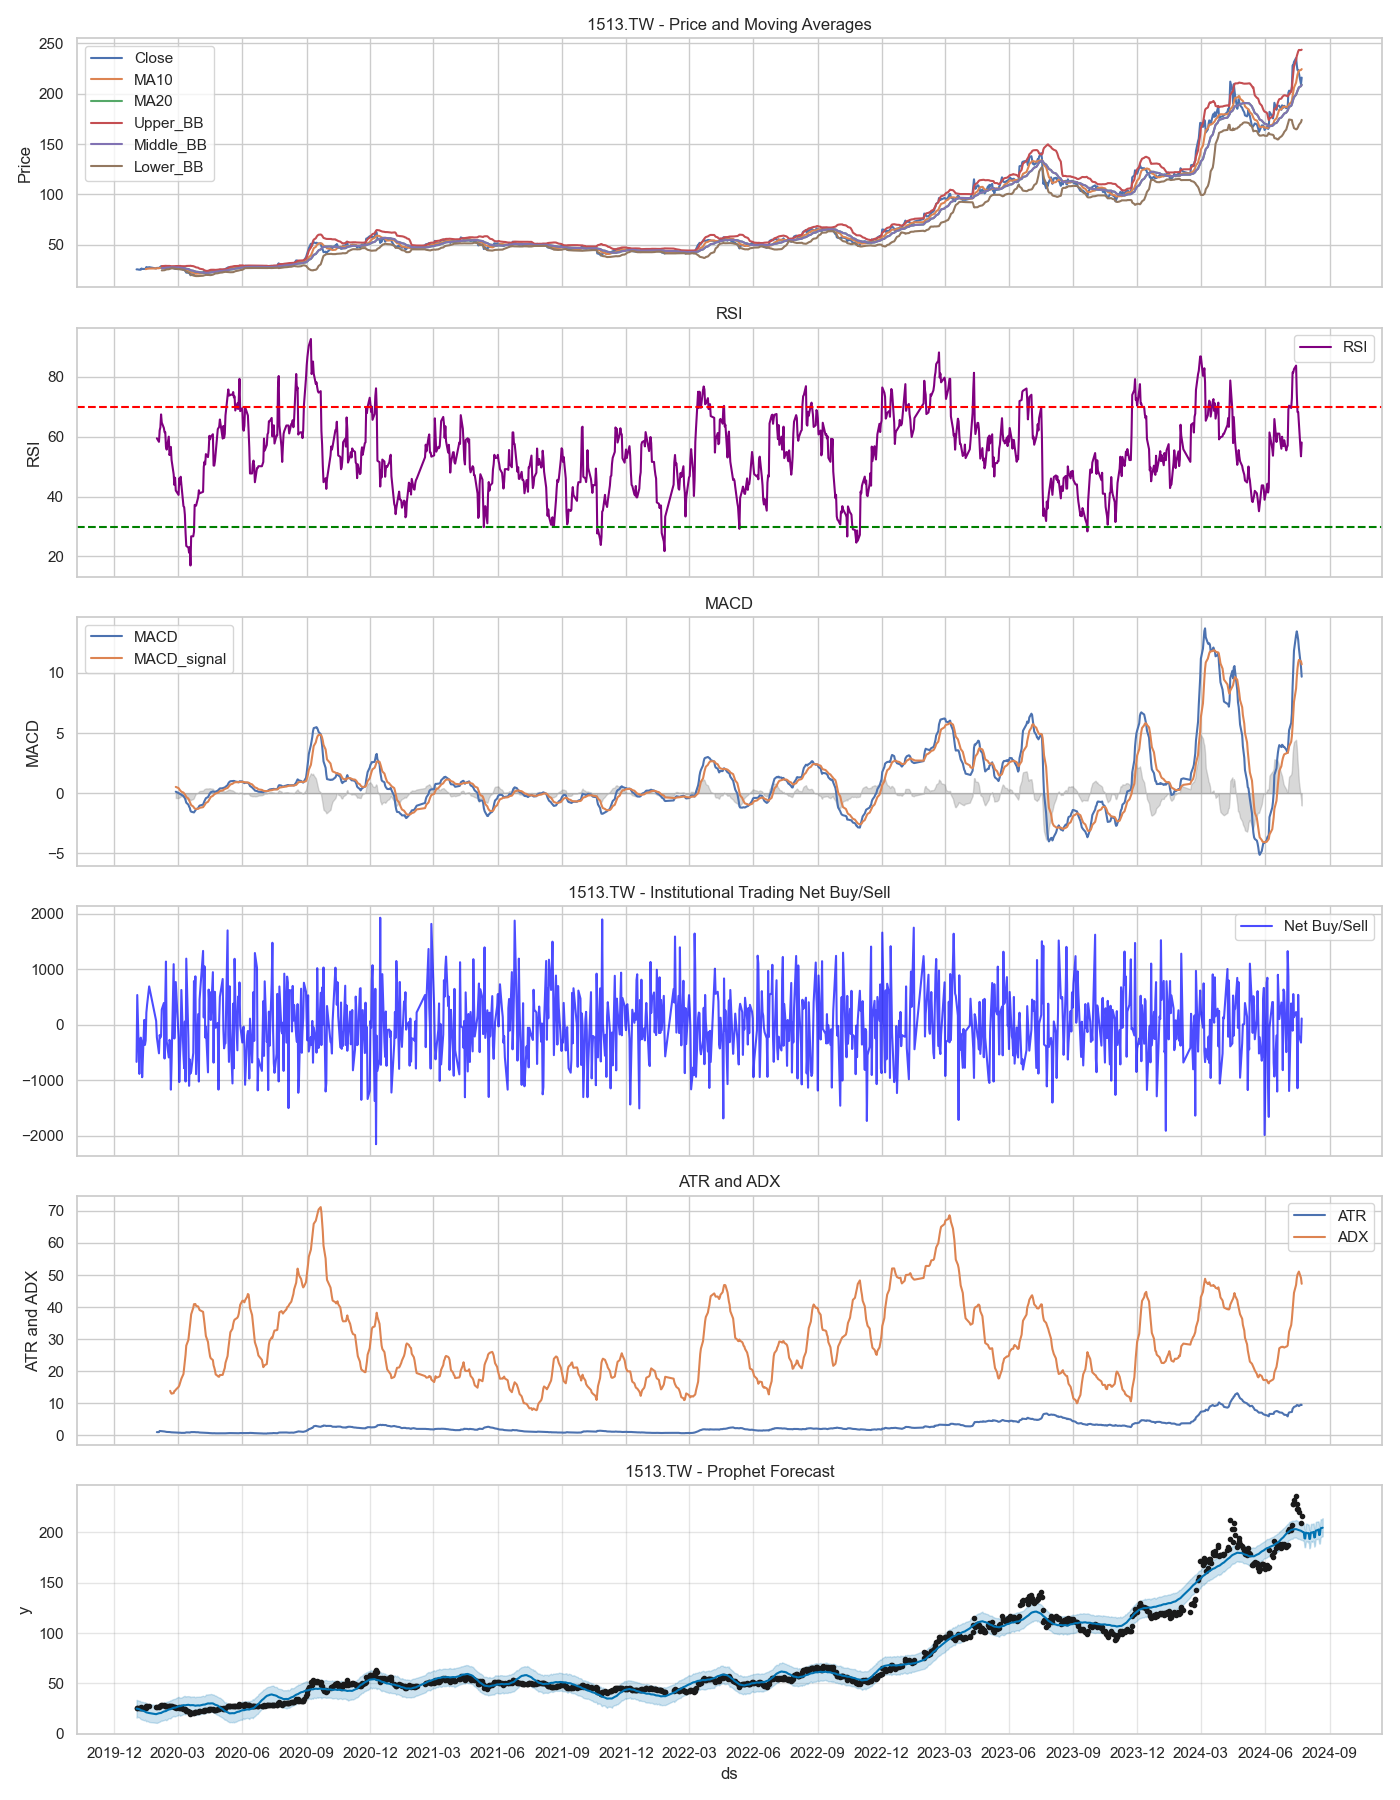 1513.TW - Price and Moving Averages
250
200
150
100
50
Price
Close
MA10
MA20
Upper_BB
Middle_BB
Lower_BB
RSI
80
60
40
20
RSI
RSI
MACD
10
5
0
−5
MACD
MACD
MACD_signal
1513.TW - Institutional Trading Net Buy/Sell
2000
1000
0
−1000
−2000
Net Buy/Sell
ATR and ADX
70
60
50
40
30
20
10
0
ATR and ADX
ATR
ADX
1513.TW - Prophet Forecast
200
150
100
50
0
y
2019-12 2020-03 2020-06 2020-09 2020-12 2021-03 2021-06 2021-09 2021-12 2022-03 2022-06 2022-09 2022-12 2023-03 2023-06 2023-09 2023-12 2024-03 2024-06 2024-09
ds